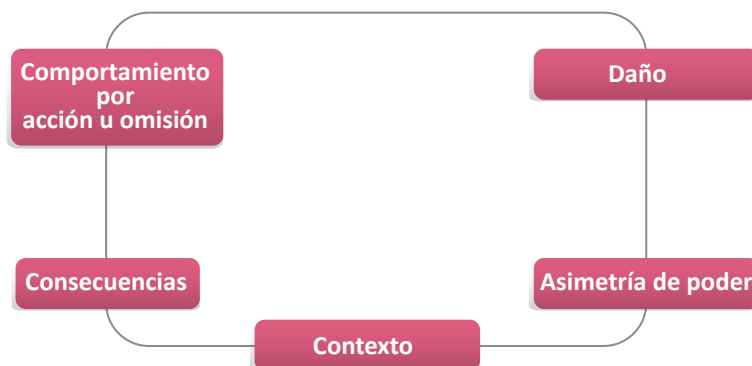 Comportamiento
por
acción u omisión
Daño
Consecuencias
Asimetría de poder
Contexto